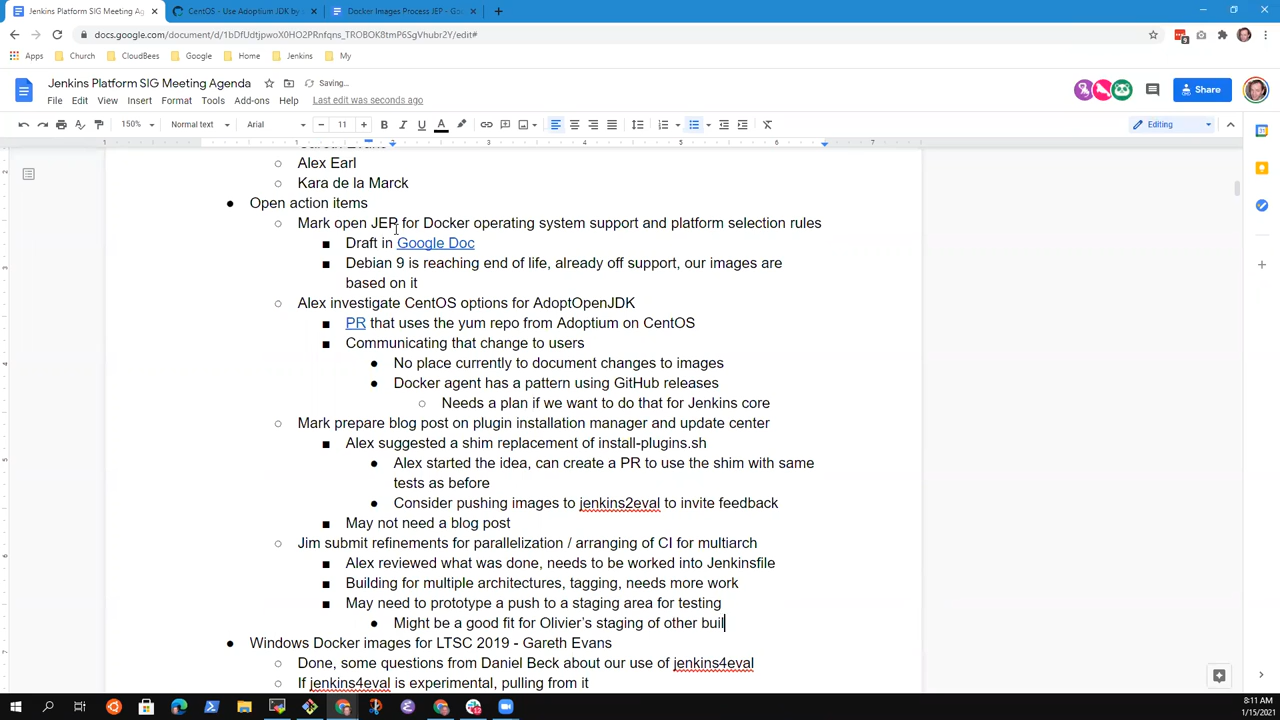 Jenkins Platform SIG Meeting Ag
CentOS - Use Adoptium JDK by
Docker Images Process JEP - Go
docs.google.com/document/d/1bDfUdtjpwoX0HO2PRnfqns_TROBOK8tmP6SgVhubr2Y/edit#
Apps
Church
CloudBees
Google
Home
Jenkins
My
Jenkins Platform SIG Meeting Agenda
Saving...
File Edit View Insert Format Tools Add-ons Help Last edit was seconds ago
Share
150% Normal text Arial 11 Editing
1 1 2 3 4 5 6 7
Alex Earl
Kara de la Marck
Open action items
Mark open JEP for Docker operating system support and platform selection rules
Draft in Google Doc
Debian 9 is reaching end of life, already off support, our images are
based on it
Alex investigate CentOS options for AdoptOpenJDK
PR that uses the yum repo from Adoptium on CentOS
Communicating that change to users
No place currently to document changes to images
Docker agent has a pattern using GitHub releases
Needs a plan if we want to do that for Jenkins core
Mark prepare blog post on plugin installation manager and update center
Alex suggested a shim replacement of install-plugins.sh
Alex started the idea, can create a PR to use the shim with same
tests as before
Consider pushing images to jenkins2eval to invite feedback
May not need a blog post
Jim submit refinements for parallelization / arranging of CI for multiarch
Alex reviewed what was done, needs to be worked into Jenkinsfile
Building for multiple architectures, tagging, needs more work
May need to prototype a push to a staging area for testing
Might be a good fit for Olivier's staging of other buil
Windows Docker images for LTSC 2019 - Gareth Evans
Done, some questions from Daniel Beck about our use of jenkins4eval
If jenkins4eval is experimental, pulling from it
8:11 AM
1/15/2021